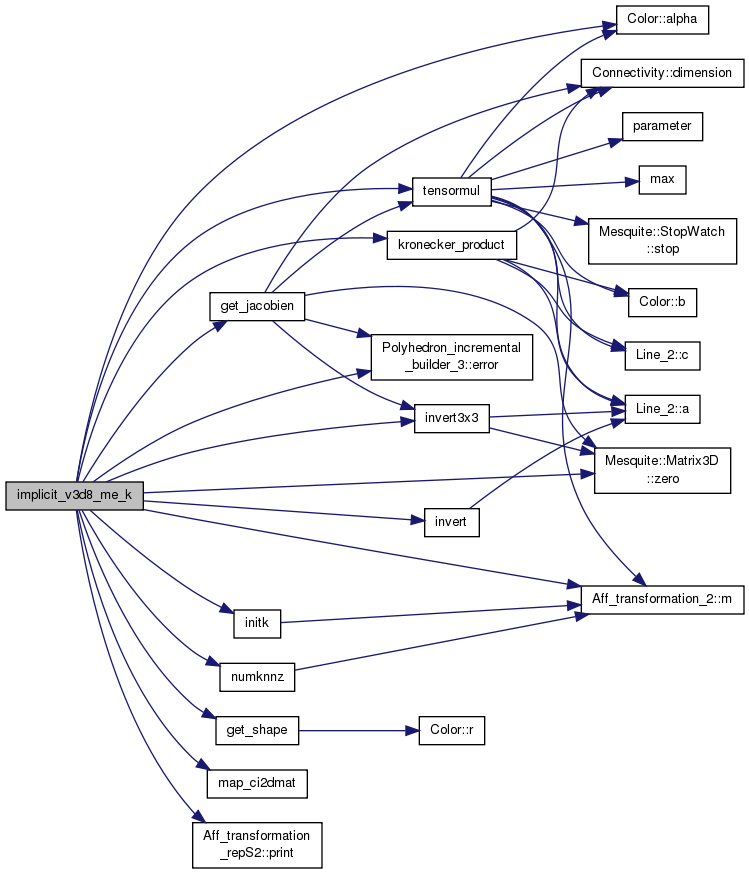 Color::alpha
Connectivity::dimension
parameter
max
tensormul
Mesquite::StopWatch
::stop
kronecker_product
Color::b
get_jacobien
Polyhedron_incremental
_builder_3::error
Line_2::c
invert3x3
Line_2::a
Mesquite::Matrix3D
::zero
implicit_v3d8_me_k
invert
Aff_transformation_2::m
initk
numknnz
get_shape
Color::r
map_ci2dmat
Aff_transformation
_repS2::print